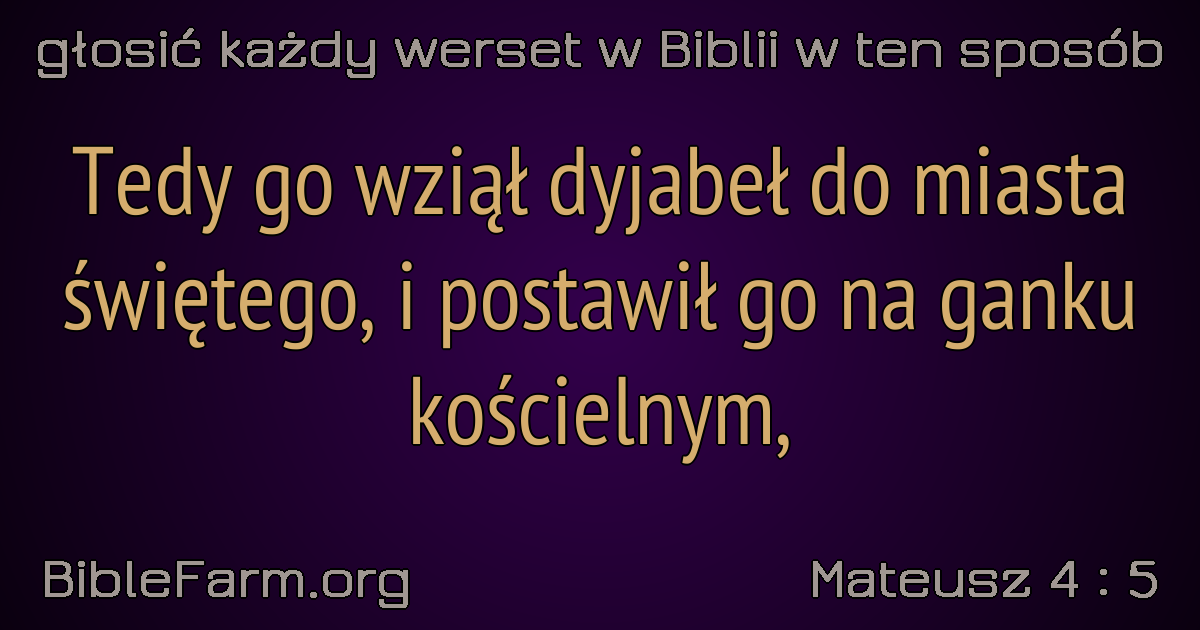 głosić każdy werset w Biblii w ten sposób
Tedy go wziął dyjabeł do miasta
świętego, i postawił go na ganku
kościelnym,
BibleFarm.org
Mateusz 4 : 5